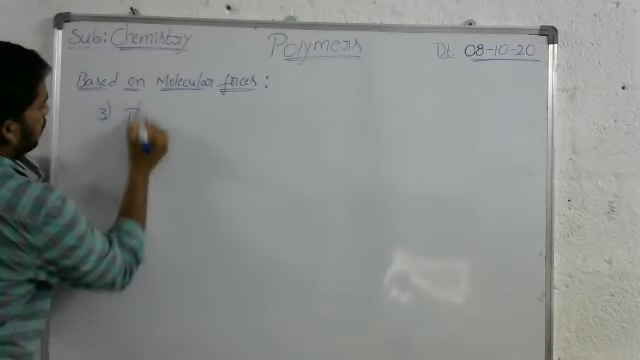 Sub: Chemistry
Polymers
Dt. 08-10-20
Based on Molecular forces :
3) T